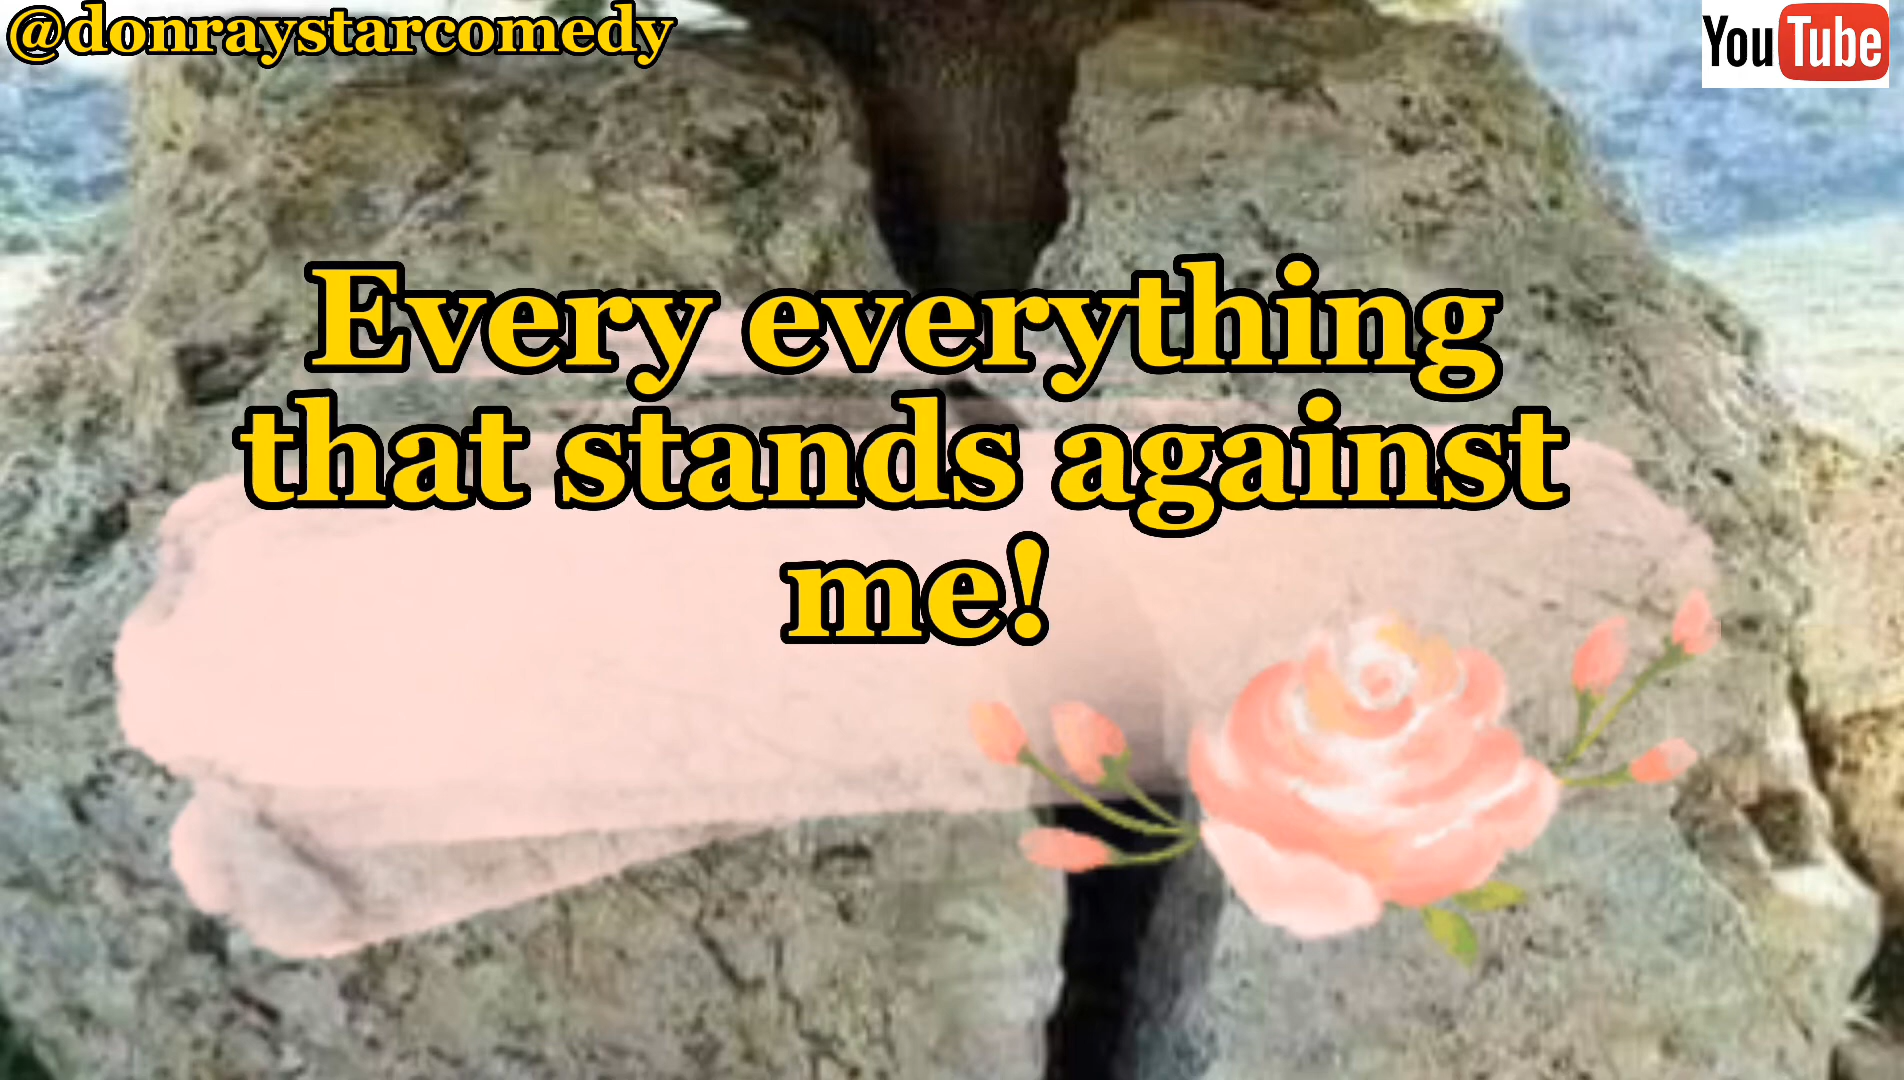 @donraystarcomedy
YouTube
Every everything
that stands against
me!